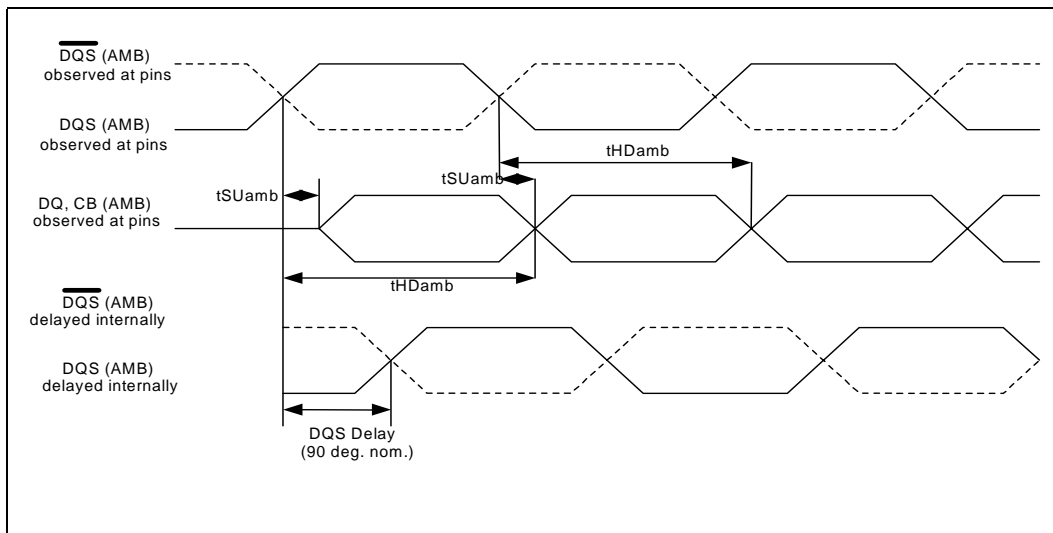 DQS (AMB)
observed at pins
DQS (AMB)
observed at pins
tHDamb
tSUamb
tSUamb
DQ, CB (AMB)
observed at pins
tHDamb
DQS (AMB)
delayed internally
DQS (AMB)
delayed internally
DQS Delay
(90 deg. nom.)